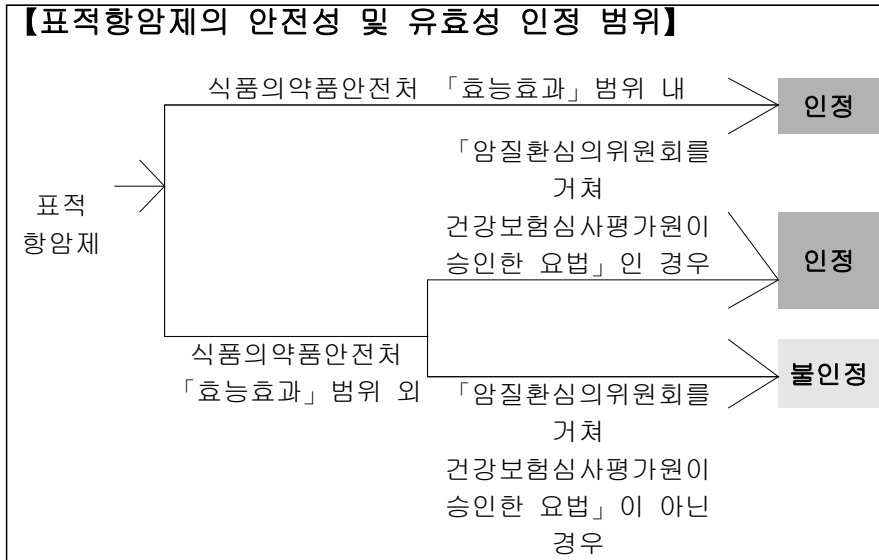 【표적항암제의 안전성 및 유효성 인정 범위】
식품의약품안전처 「효능효과」범위 내
인정
「암질환심의위원회를
거쳐
건강보험심사평가원이
승인한 요법」인 경우
인정
표적
항암제
식품의약품안전처
「효능효과」범위 외
불인정
「암질환심의위원회를
거쳐
건강보험심사평가원이
승인한 요법」이 아닌
경우